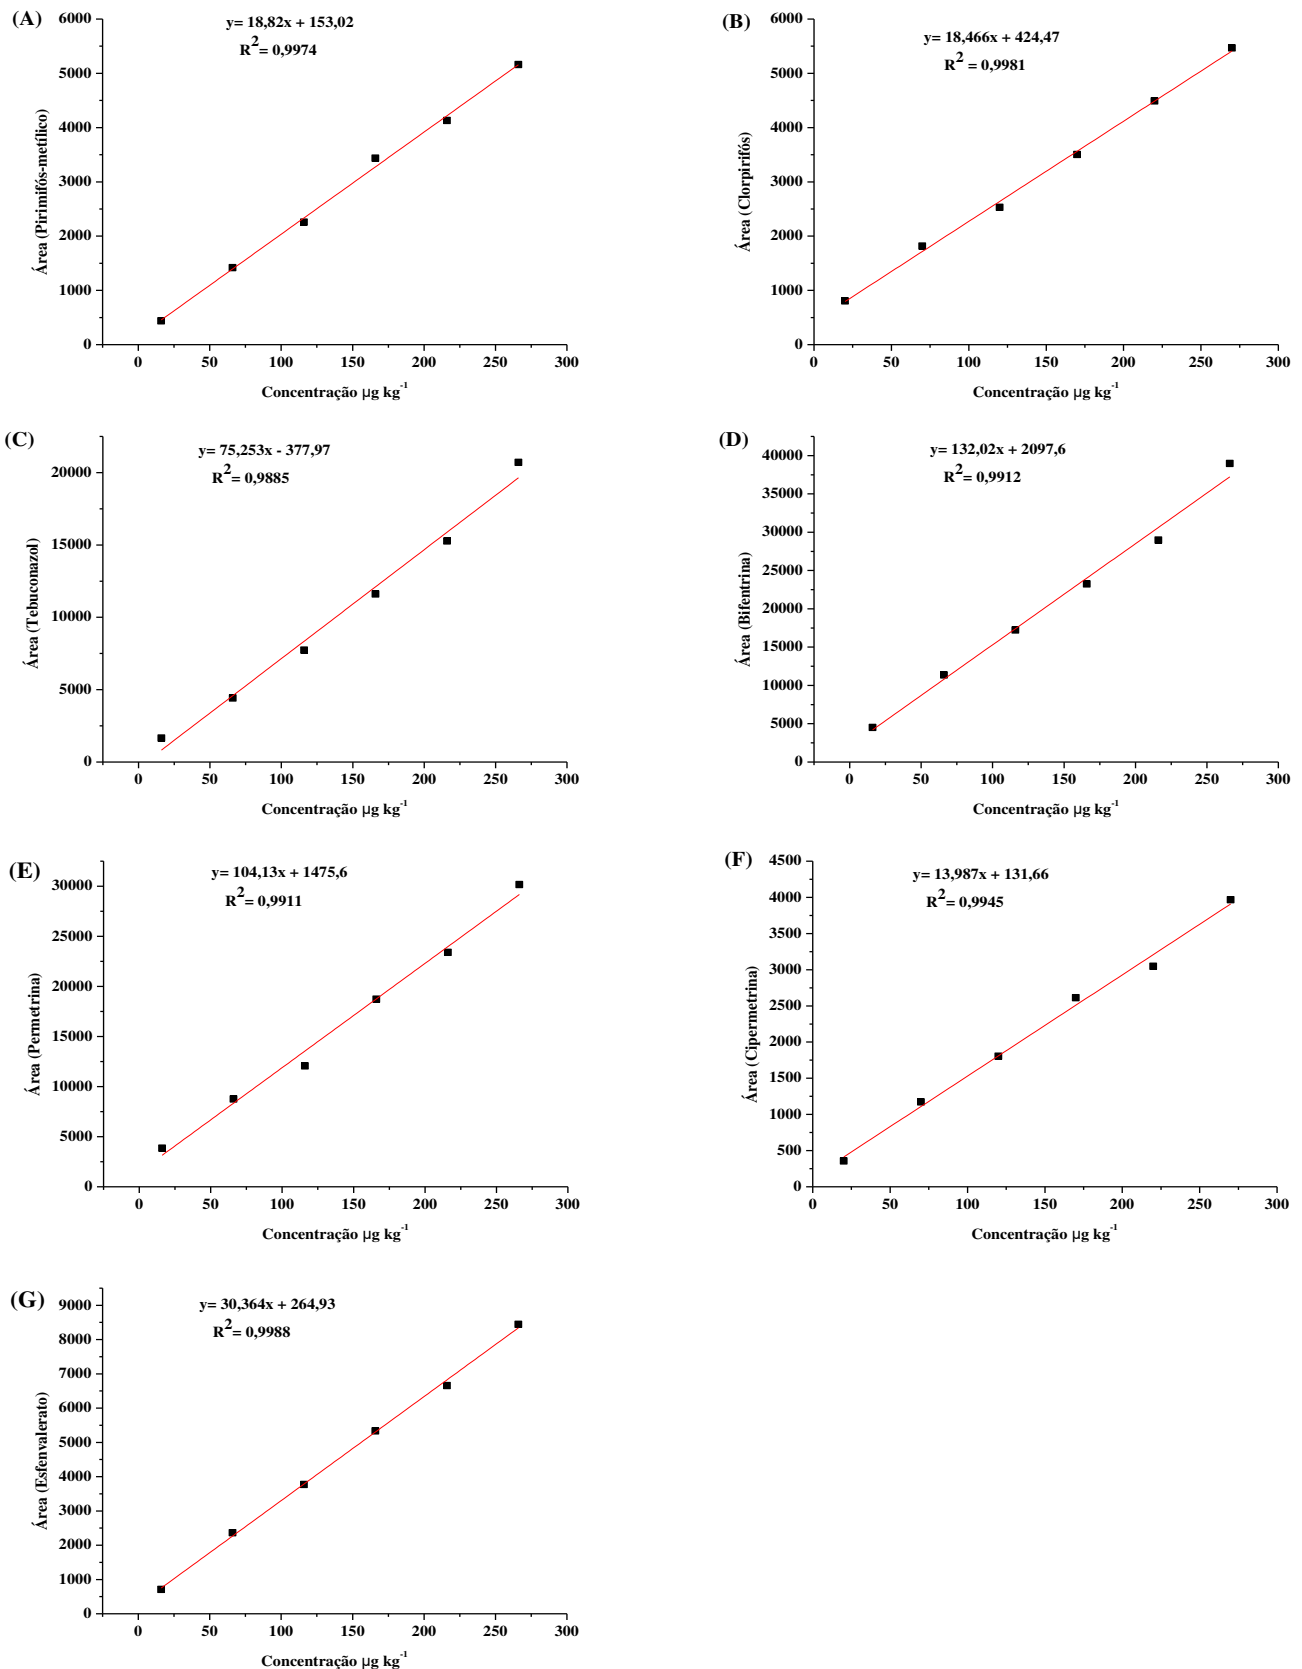 (A)
y= 18,82x + 153,02
R2= 0,9974
6000
5000
4000
3000
2000
1000
0
Área (Pirimifós-metílico)
0 50 100 150 200 250 300
Concentração µg kg-1
(B)
y= 18,466x + 424,47
R2 = 0,9981
6000
5000
4000
3000
2000
1000
0
Área (Clorpirifós)
0 50 100 150 200 250 300
Concentração µg kg-1
(C)
y= 75,253x - 377,97
R2= 0,9885
20000
15000
10000
5000
0
Área (Tebuconazol)
0 50 100 150 200 250 300
Concentração µg kg-1
(D)
y= 132,02x + 2097,6
R2= 0,9912
40000
35000
30000
25000
20000
15000
10000
5000
0
Área (Bifentrina)
0 50 100 150 200 250 300
Concentração µg kg-1
(E)
y= 104,13x + 1475,6
R2= 0,9911
30000
25000
20000
15000
10000
5000
0
Área (Permetrina)
0 50 100 150 200 250 300
Concentração µg kg-1
(F)
y= 13,987x + 131,66
R2= 0,9945
4500
4000
3500
3000
2500
2000
1500
1000
500
0
Área (Cipermetrina)
0 50 100 150 200 250 300
Concentração µg kg-1
(G)
y= 30,364x + 264,93
R2= 0,9988
9000
8000
7000
6000
5000
4000
3000
2000
1000
0
Área (Esfenvalerato)
0 50 100 150 200 250 300
Concentração µg kg-1